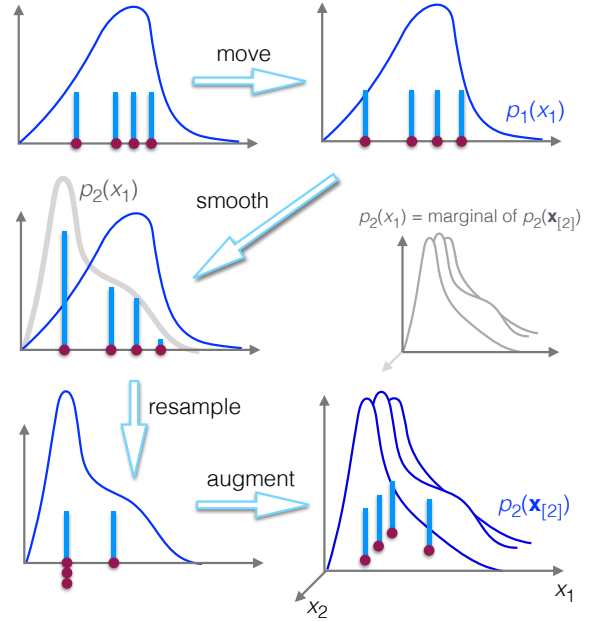 move
p₁(x₁)
p₂(x₁)
smooth
p₂(x₁) = marginal of p₂(𝐱[₂])
resample
augment
p₂(𝐱[₂])
x₁
x₂